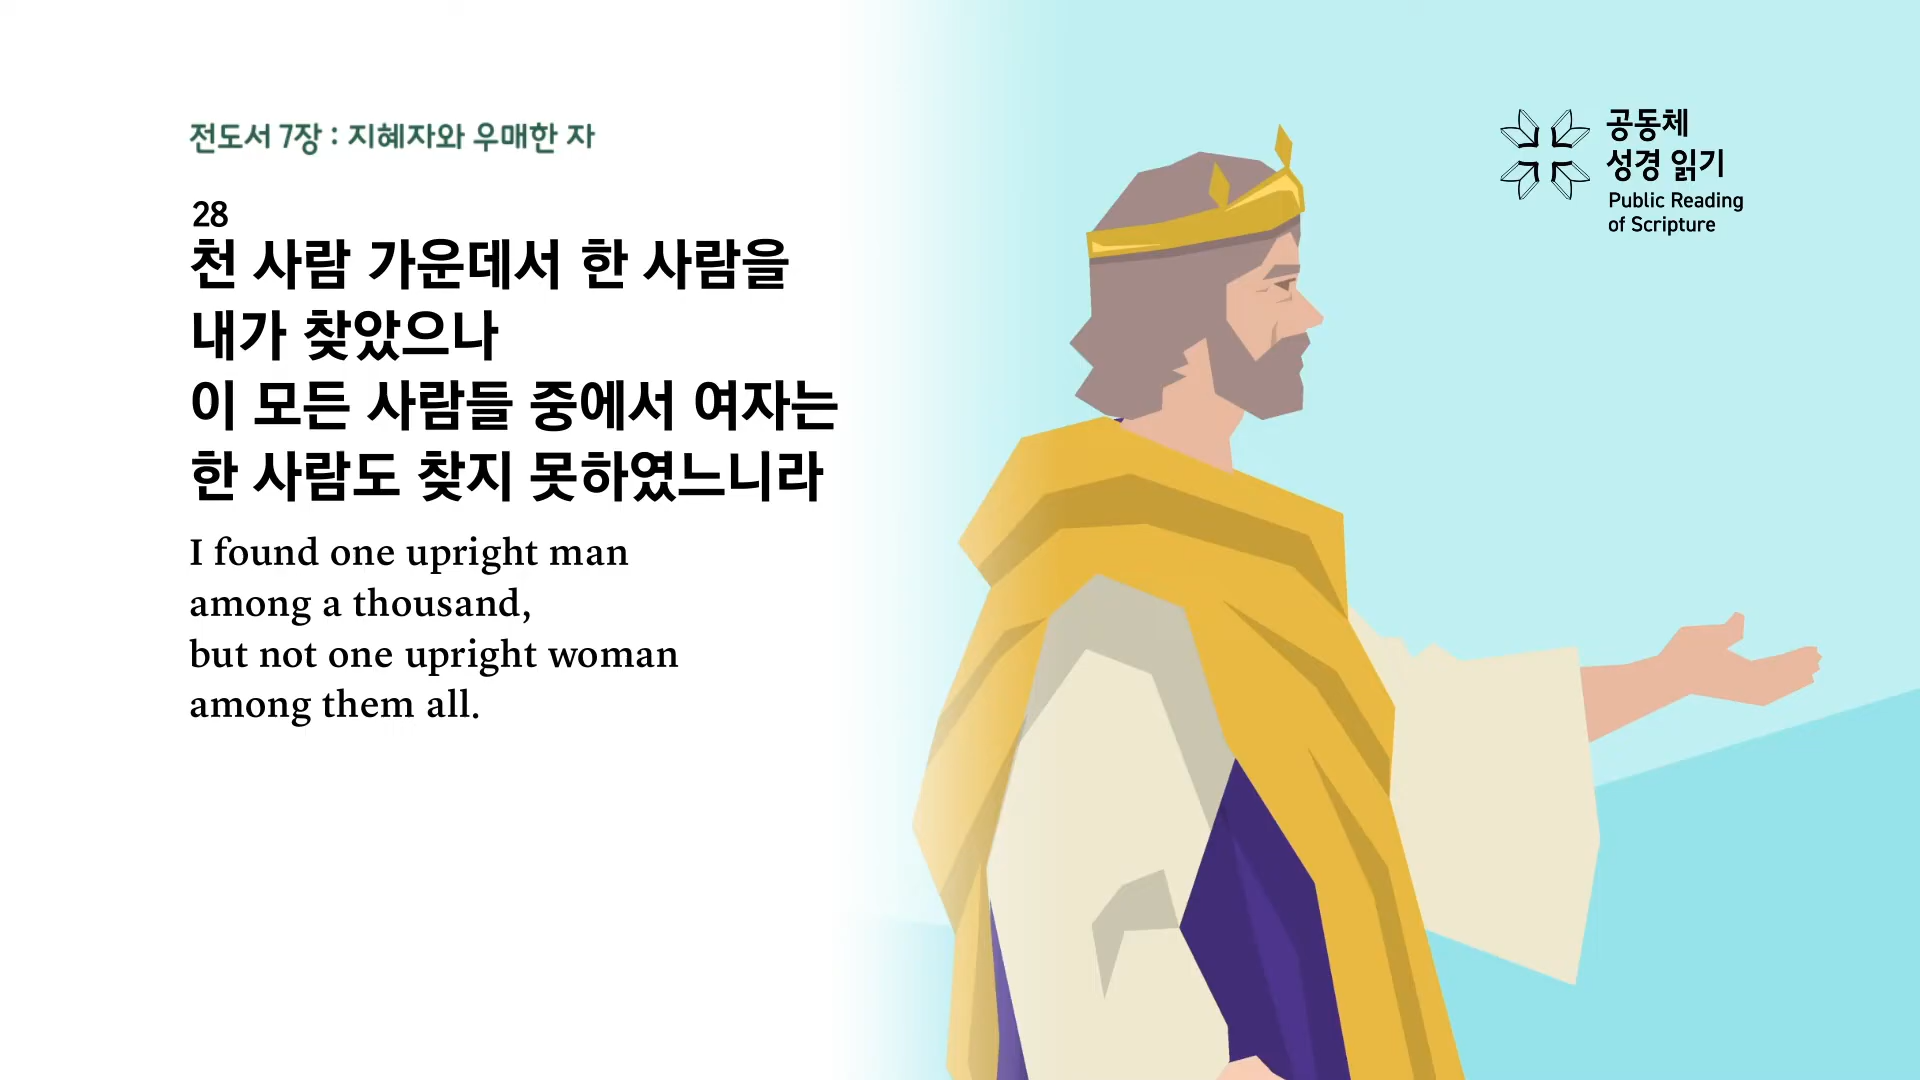 전도서 7장 : 지혜자와 우매한 자
28
천 사람 가운데서 한 사람을
내가 찾았으나
이 모든 사람들 중에서 여자는
한 사람도 찾지 못하였느니라
I found one upright man
among a thousand,
but not one upright woman
among them all.
공동체
성경 읽기
Public Reading
of Scripture